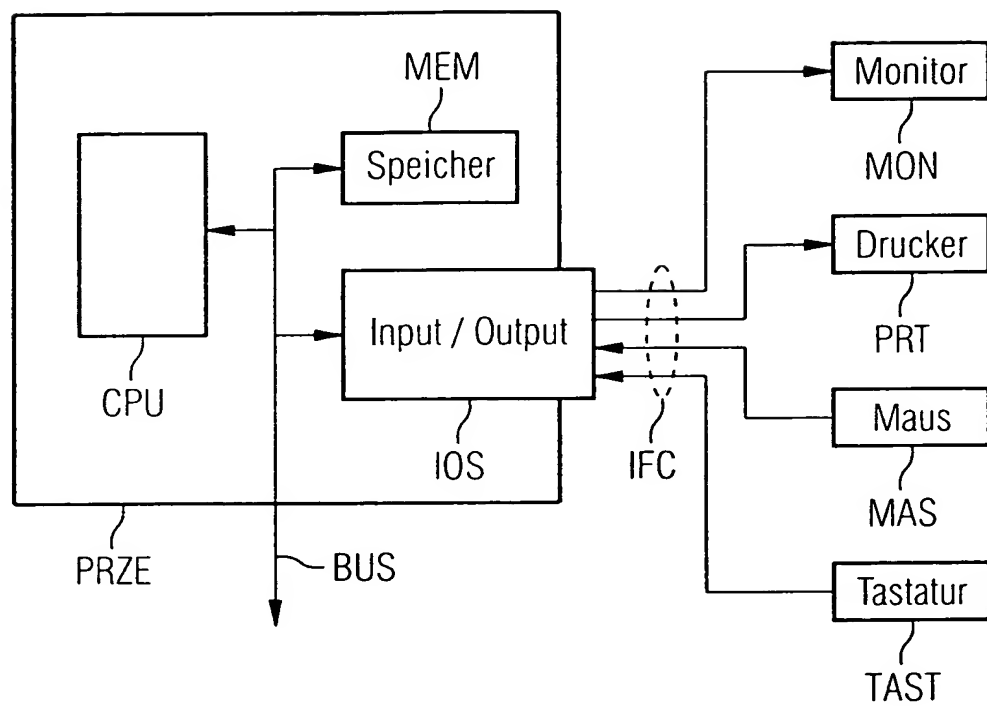 MEM
Speicher
CPU
Input / Output
IOS
IFC
PRZE
BUS
Monitor
MON
Drucker
PRT
Maus
MAS
Tastatur
TAST